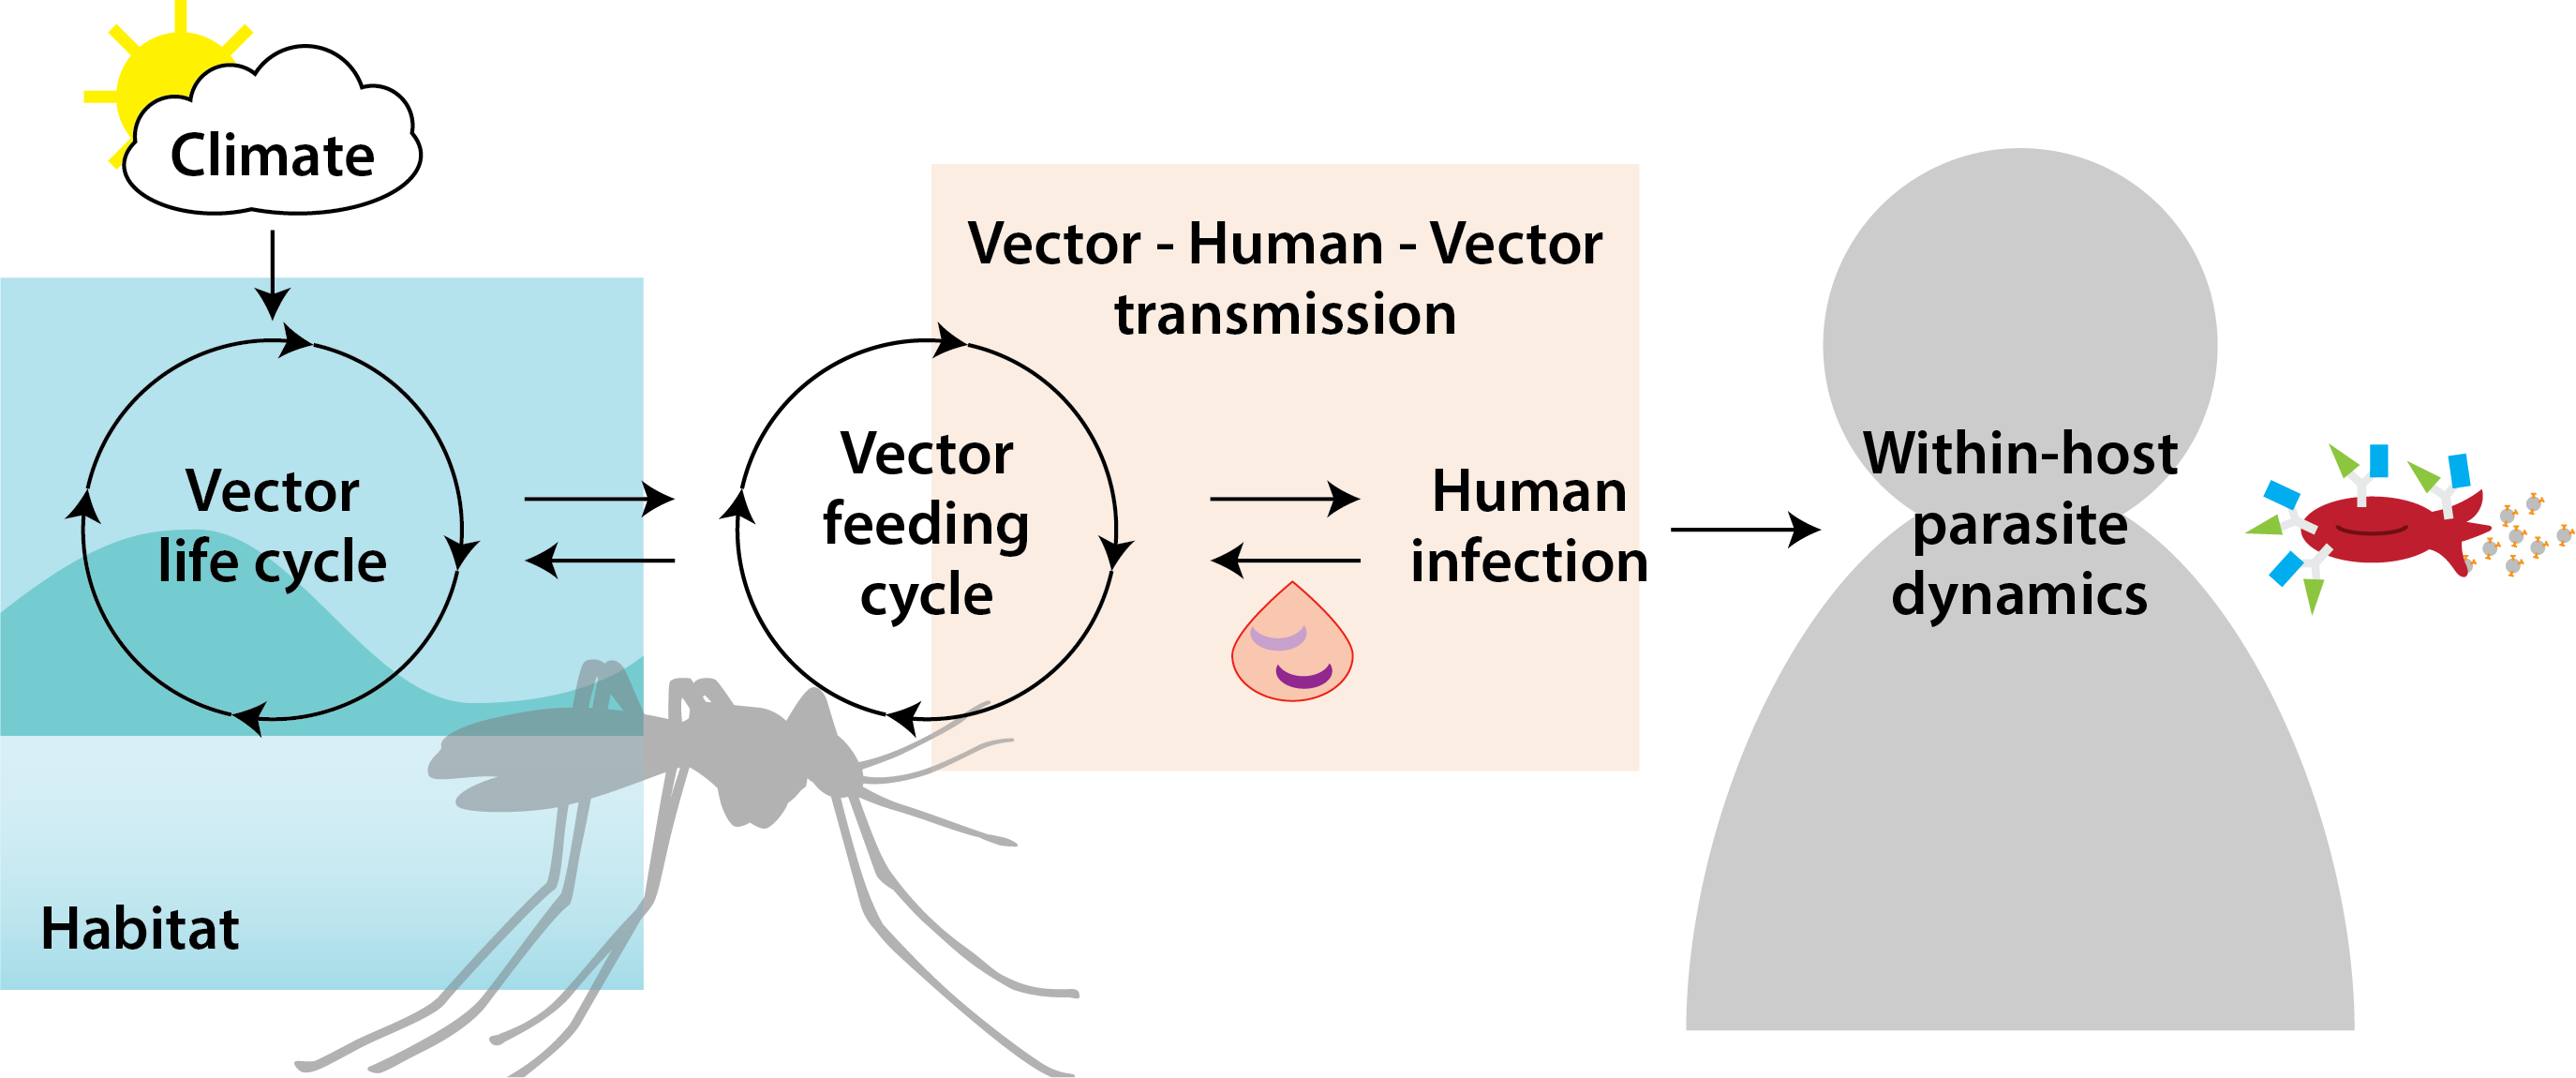 Climate
Vector
life cycle
Habitat
Vector
feeding
cycle
Vector - Human - Vector
transmission
Human
infection
Within-host
parasite
dynamics